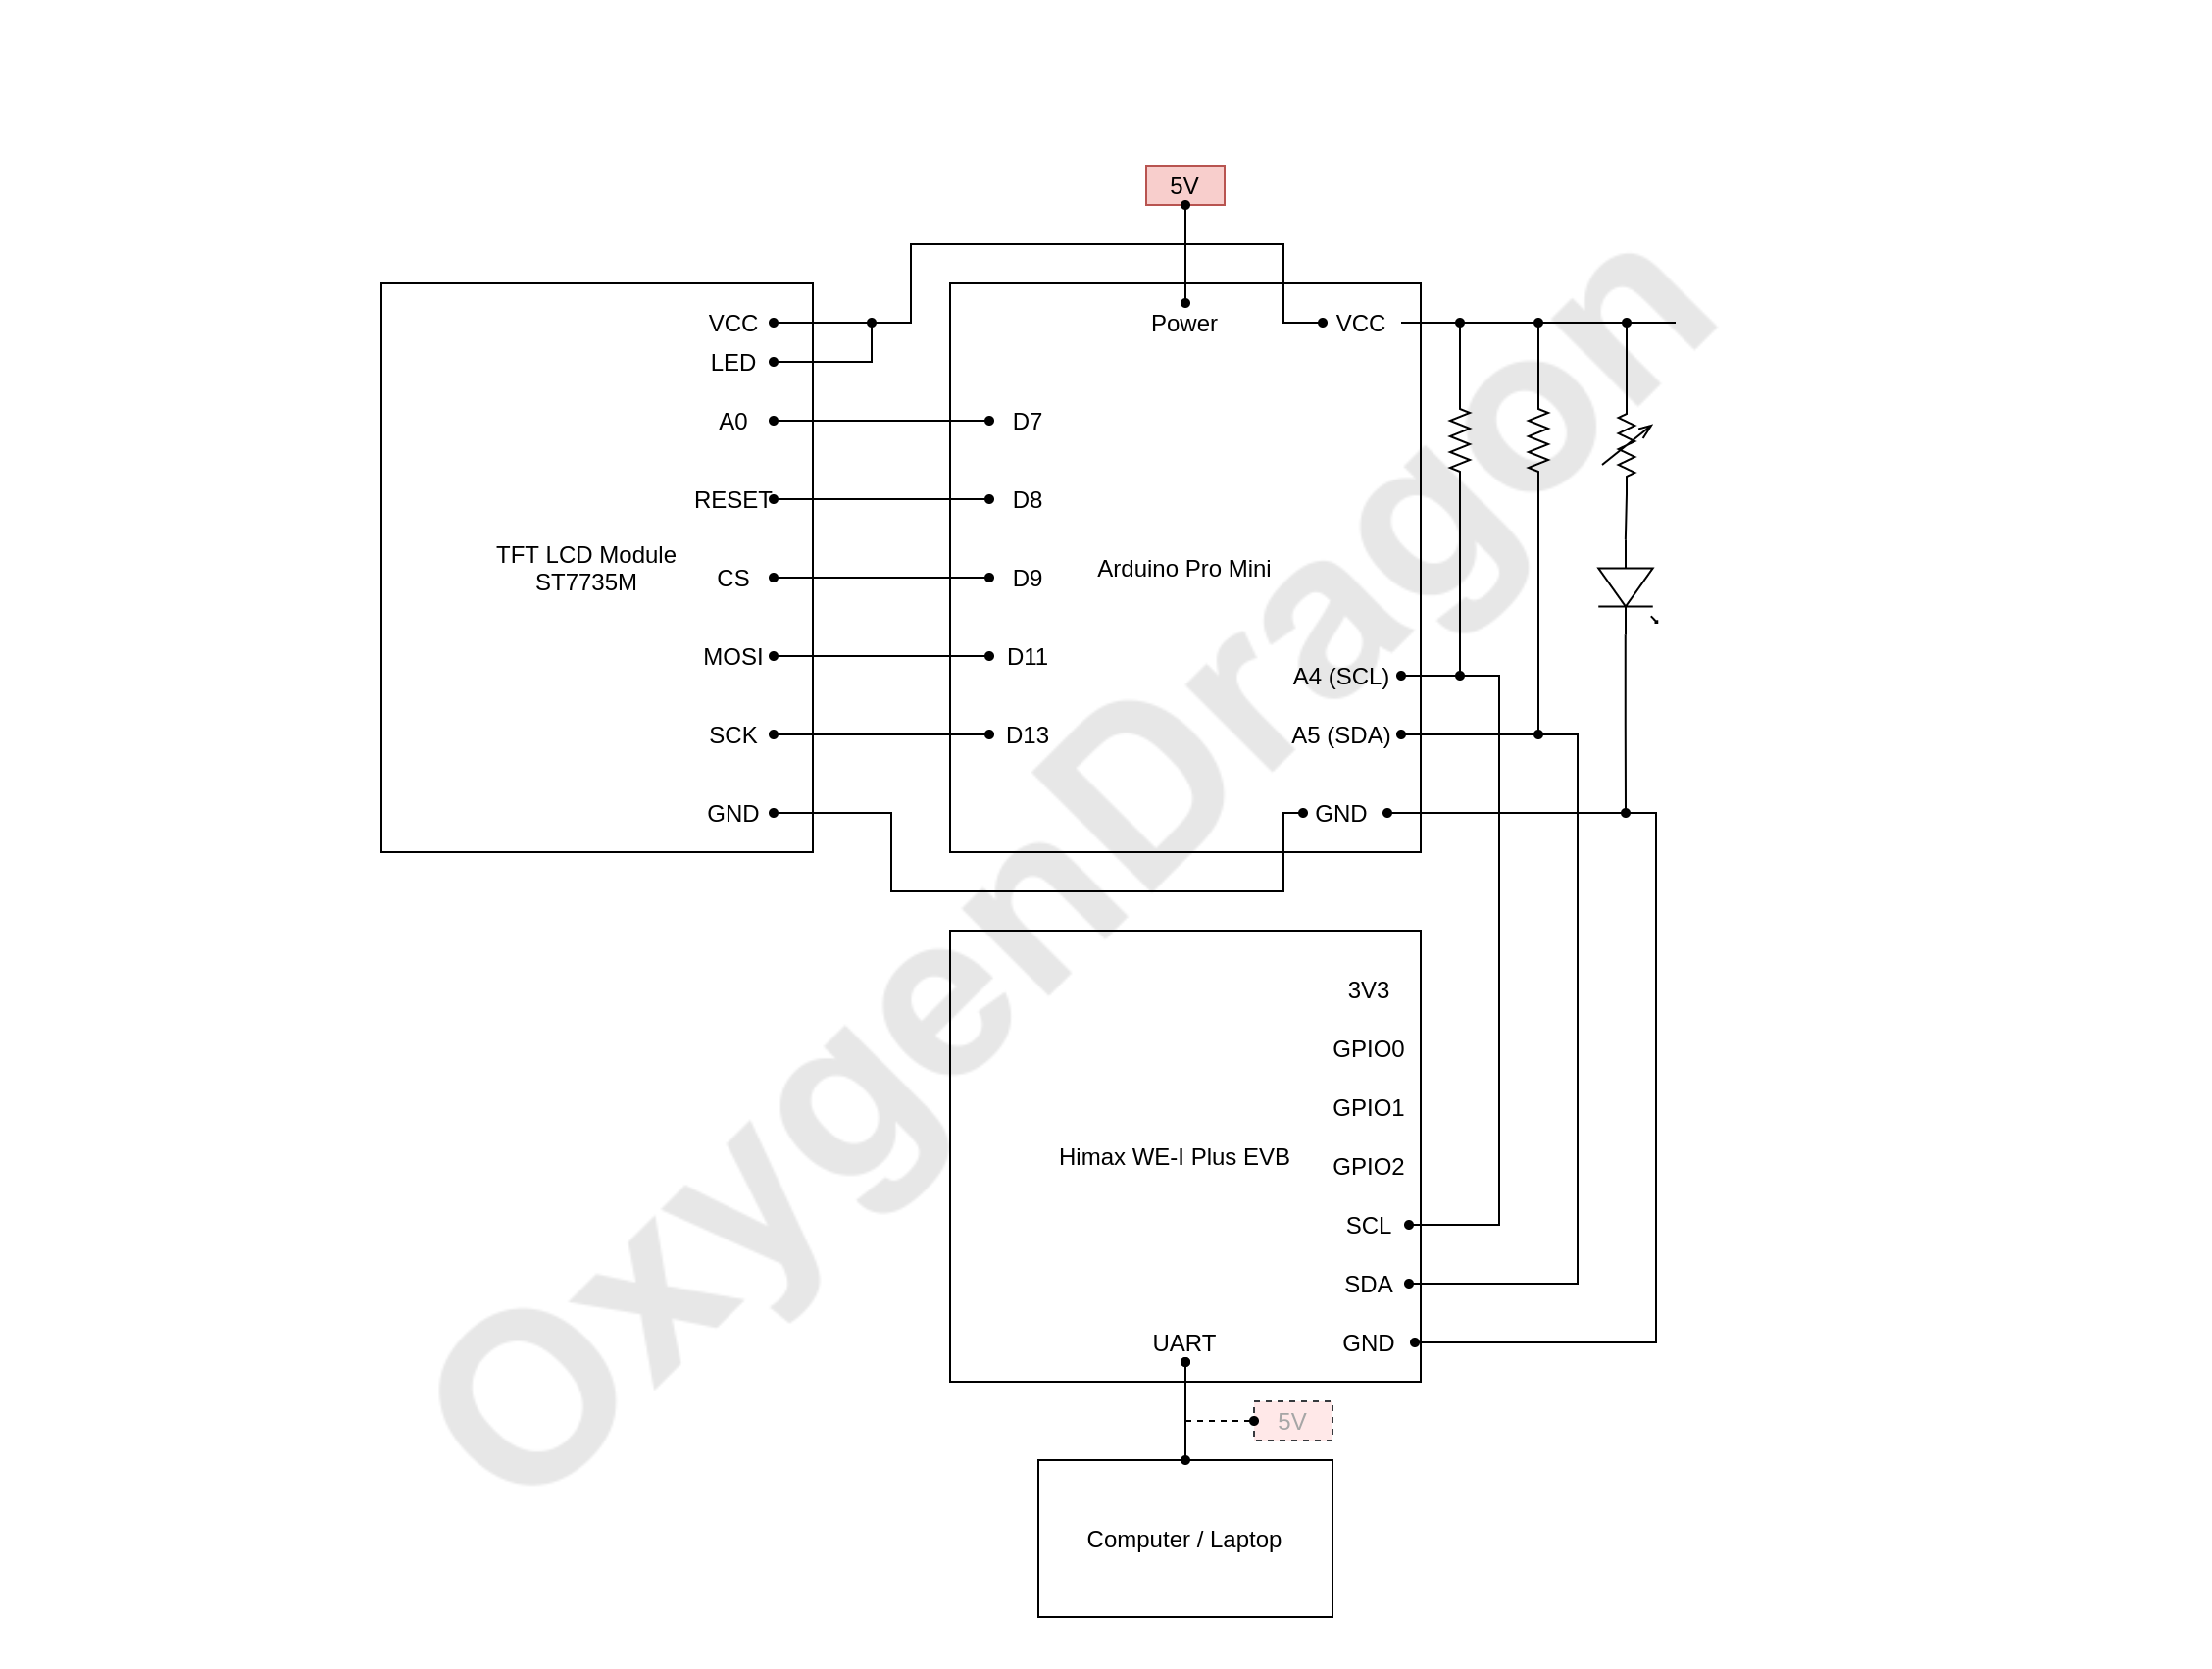 5V
Power
VCC
VCC
LED
A0
D7
RESET
D8
TFT LCD Module
ST7735M
CS
D9
Arduino Pro Mini
MOSI
D11
A4 (SCL)
SCK
D13
A5 (SDA)
GND
GND
3V3
GPIO0
GPIO1
Himax WE-I Plus EVB
GPIO2
SCL
SDA
UART
GND
5V
Computer / Laptop
OxygenDragon